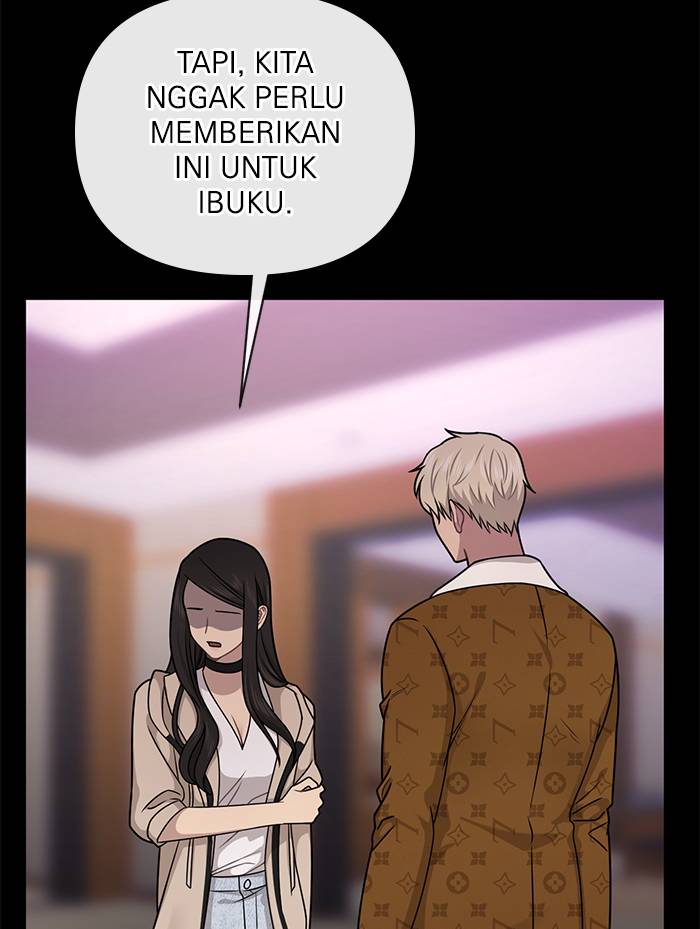 TAPI, KITA
NGGAK PERLU
MEMBERIKAN
INI UNTUK
IBUKU.